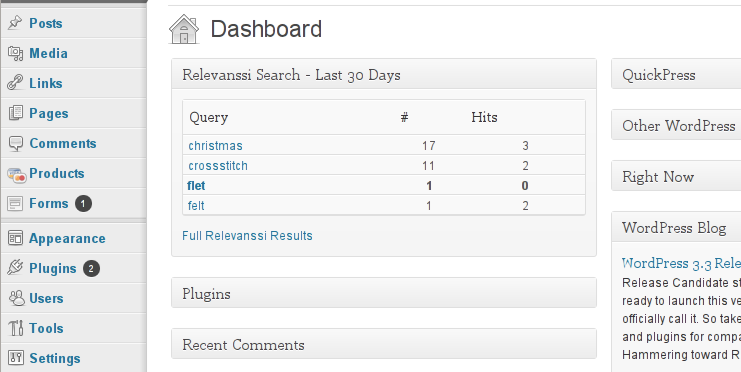 Posts
Media
Links
Pages
Comments
Products
Forms 1
Appearance
Plugins 2
Users
Tools
Settings
Dashboard
Relevanssi Search - Last 30 Days
Query # Hits
christmas 17 3
crossstitch 11 2
flet 1 0
felt 1 2
Full Relevanssi Results
Plugins
Recent Comments
QuickPress
Other WordPress
Right Now
WordPress Blog
WordPress 3.3 Rele
Release Candidate st
ready to launch this ve
officially call it. So take
and plugins for compa
Hammering toward R